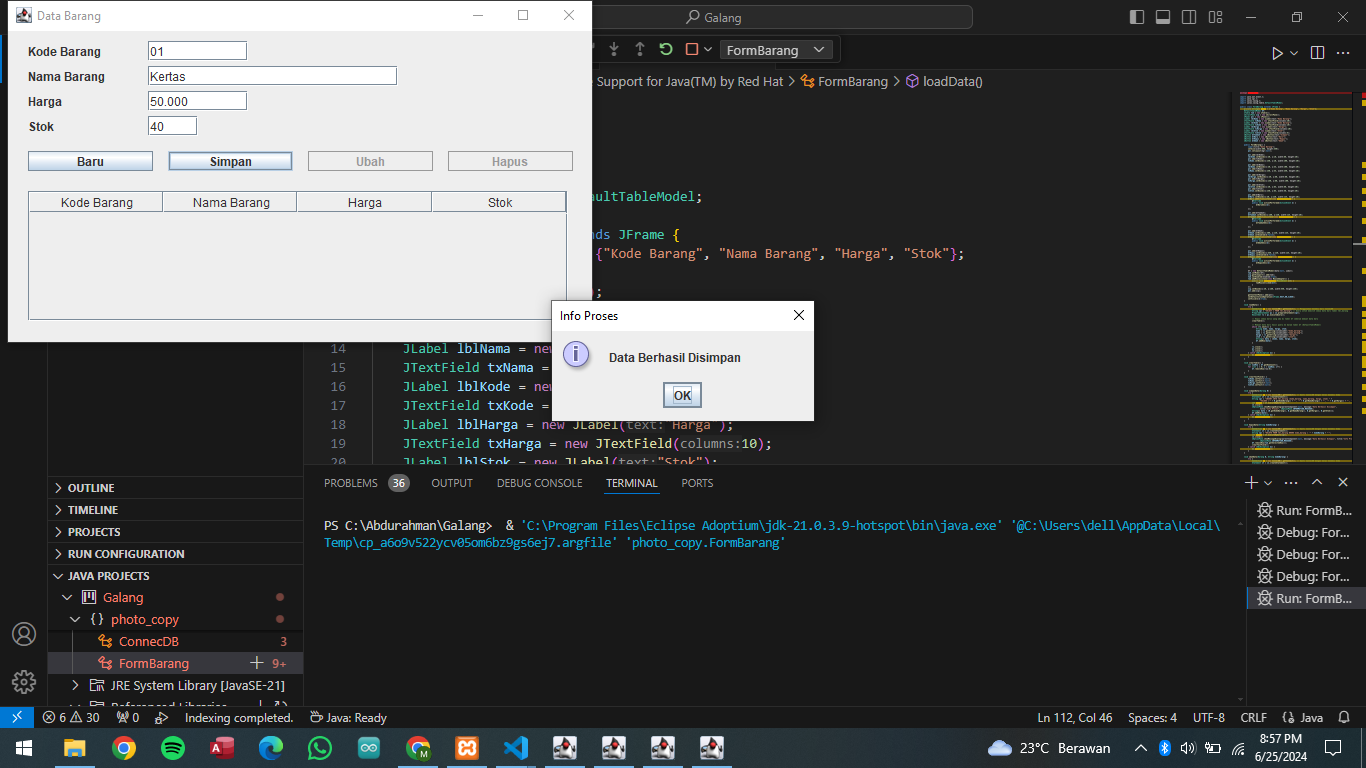 Data Barang
Kode Barang 01
Nama Barang Kertas
Harga 50.000
Stok 40
Baru Simpan Ubah Hapus
Kode Barang Nama Barang Harga Stok
Galang
FormBarang
Support for Java(TM) by Red Hat > FormBarang > loadData()
aultTableModel;
nds JFrame {
{"Kode Barang", "Nama Barang", "Harga", "Stok"};
);
Info Proses
Data Berhasil Disimpan
OK
14 JLabel lblNama = new
15 JTextField txNama =
16 JLabel lblKode = new
17 JTextField txKode =
18 JLabel lblHarga = new JLabel(text: "Harga");
19 JTextField txHarga = new JTextField(columns:10);
20 JLabel lblStok = new JLabel(text:"Stok");
PROBLEMS 36 OUTPUT DEBUG CONSOLE TERMINAL PORTS
PS C:\Abdurahman\Galang> & 'C:\Program Files\Eclipse Adoptium\jdk-21.0.3.9-hotspot\bin\java.exe' '@C:\Users\dell\AppData\Local\
Temp\cp_a6o9v522ycv05om6bz9gs6ej7.argfile' 'photo_copy.FormBarang'
Run: FormB...
Debug: For...
Debug: For...
Debug: For...
Run: FormB...
OUTLINE
TIMELINE
PROJECTS
RUN CONFIGURATION
JAVA PROJECTS
Galang
{} photo_copy
ConnecDB 3
FormBarang 9+
JRE System Library [JavaSE-21]
Referenced Libraries
6 30 0 Indexing completed. Java: Ready
Ln 112, Col 46 Spaces: 4 UTF-8 CRLF {} Java
23°C Berawan
8:57 PM
6/25/2024